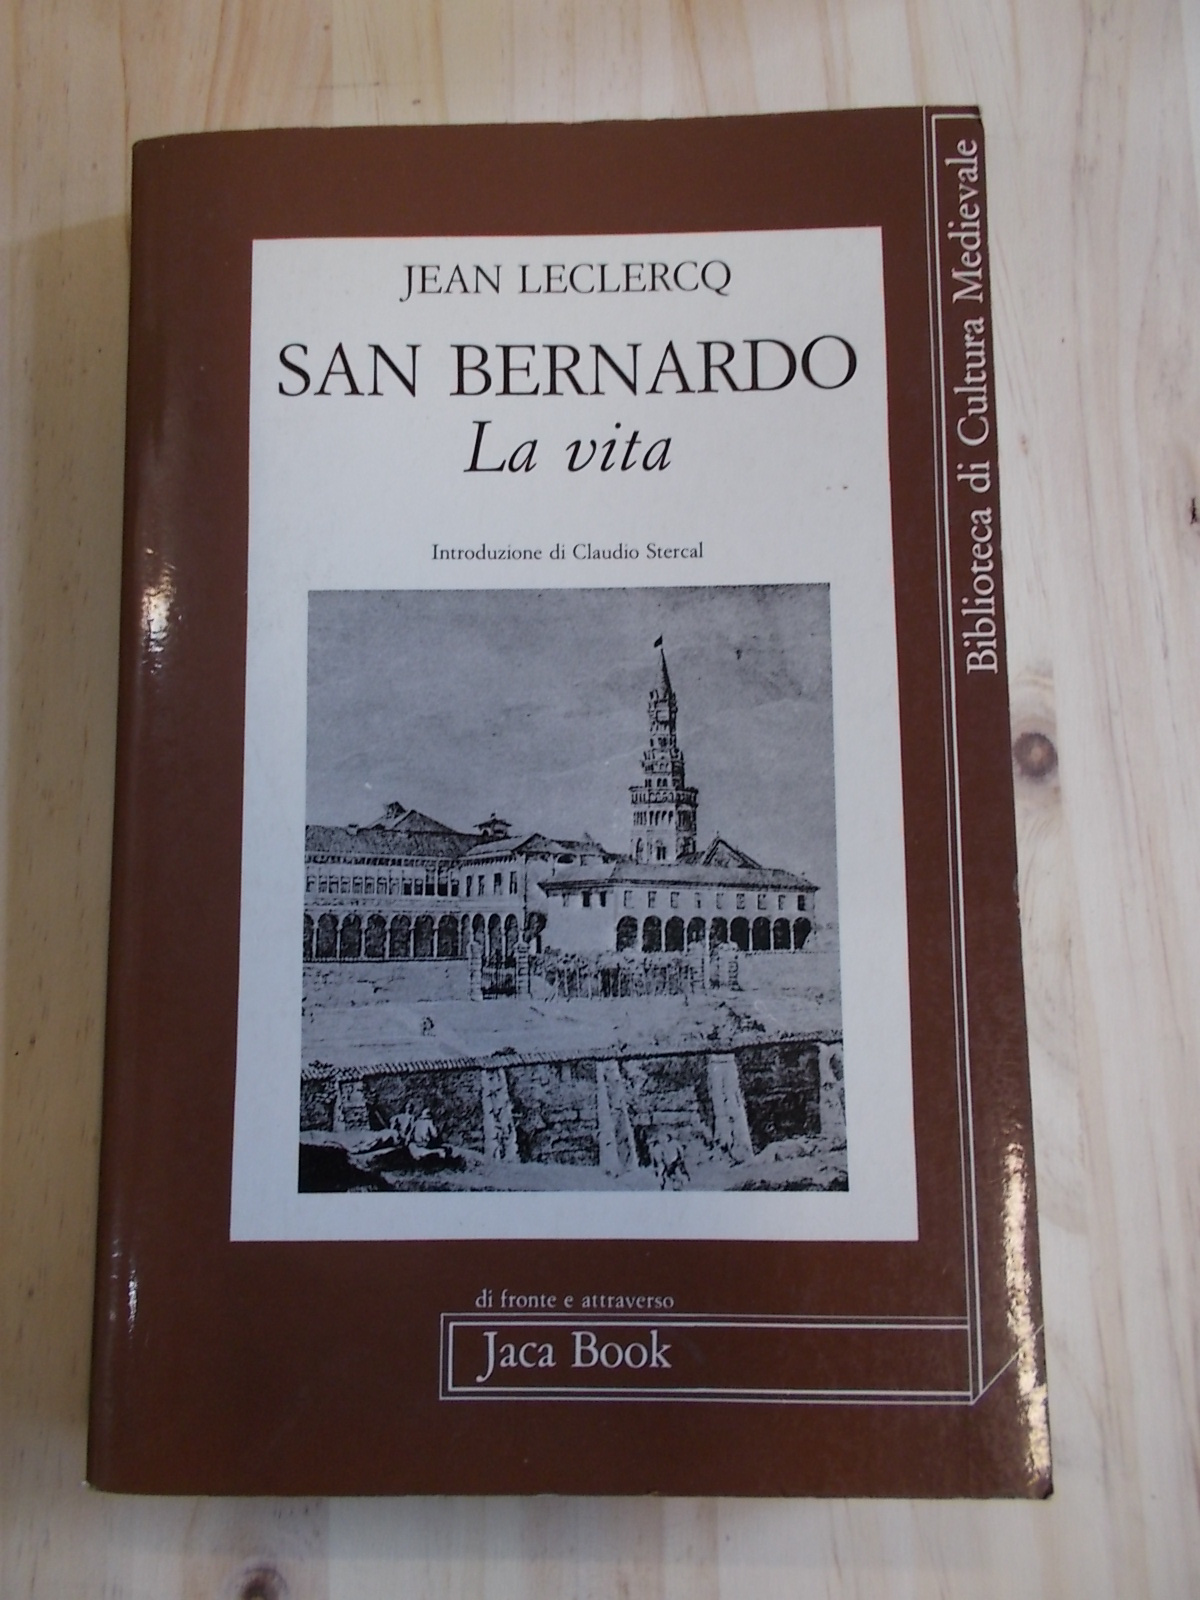 JEAN LECLERCQ
SAN BERNARDO
La vita
Introduzione di Claudio Stercal
di fronte e attraverso
Jaca Book
Biblioteca di Cultura Medievale